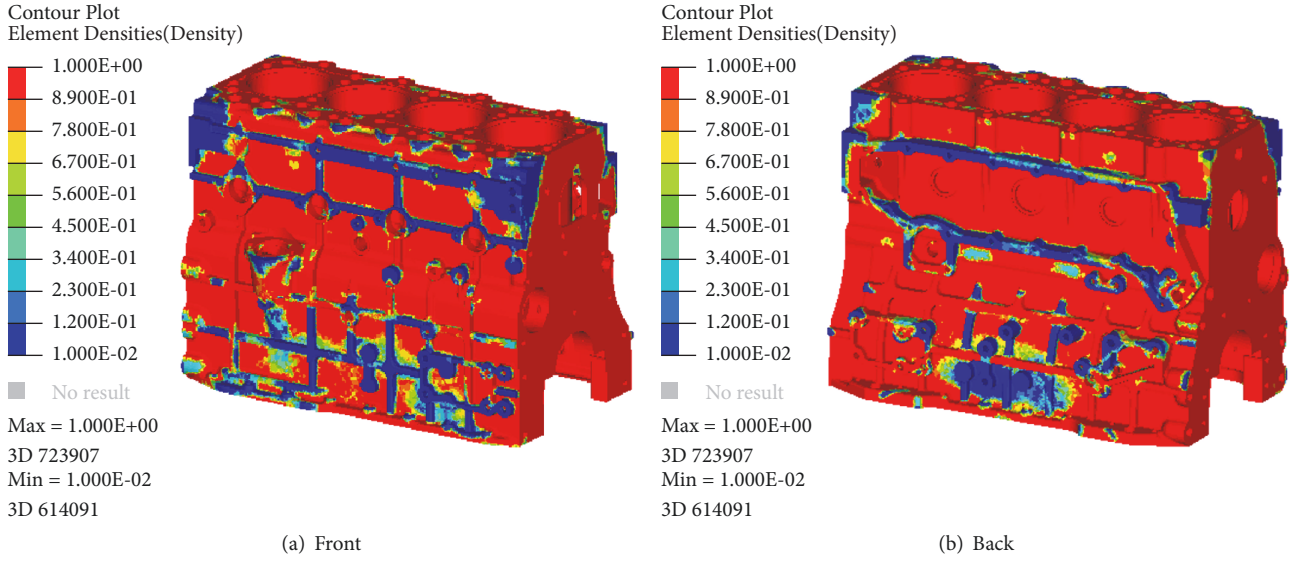 Contour Plot
Element Densities(Density)
1.000E+00
8.900E-01
7.800E-01
6.700E-01
5.600E-01
4.500E-01
3.400E-01
2.300E-01
1.200E-01
1.000E-02
No result
Max = 1.000E+00
3D 723907
Min = 1.000E-02
3D 614091
(a) Front
Contour Plot
Element Densities(Density)
1.000E+00
8.900E-01
7.800E-01
6.700E-01
5.600E-01
4.500E-01
3.400E-01
2.300E-01
1.200E-01
1.000E-02
No result
Max = 1.000E+00
3D 723907
Min = 1.000E-02
3D 614091
(b) Back